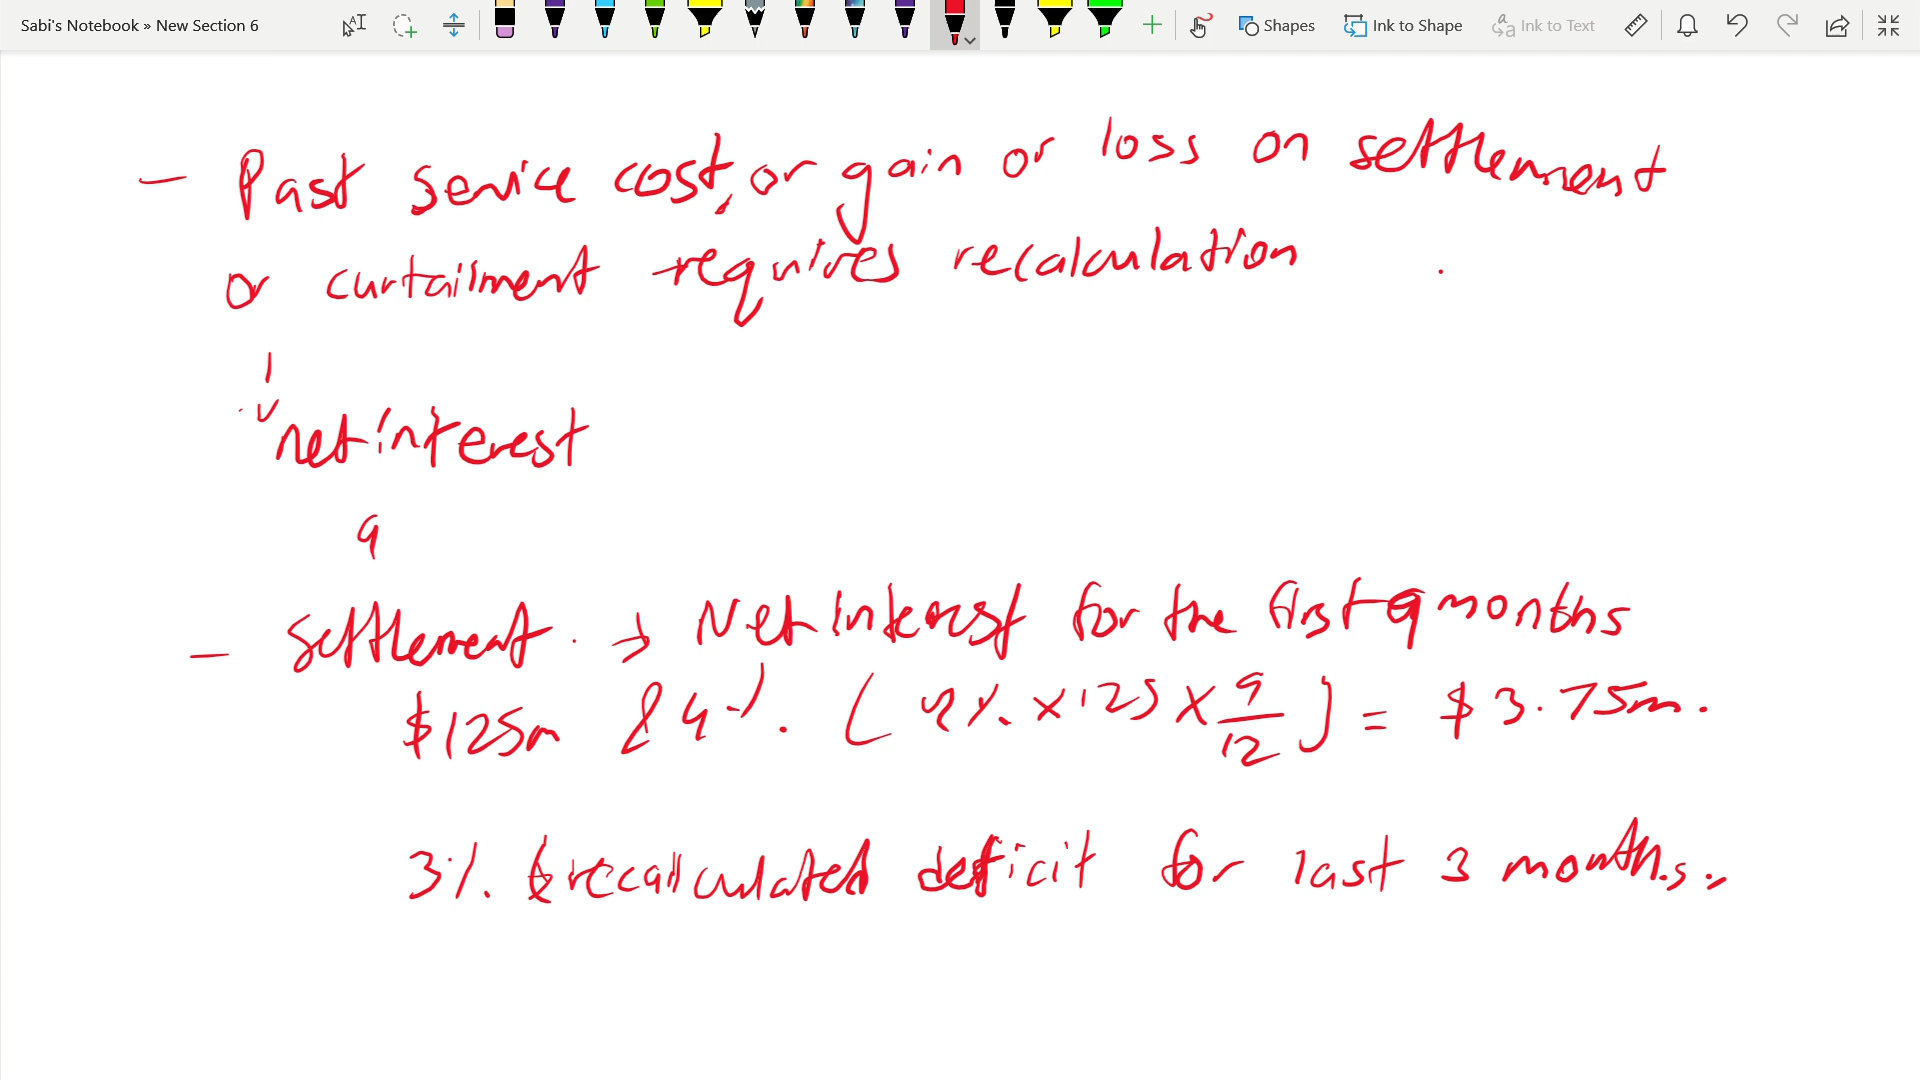 Sabi's Notebook » New Section 6
Shapes
Ink to Shape
Ink to Text
- Past service cost, or gain or loss on settlement
or curtailment requires recalculation
net interest
9
- Settlement → Net interest for the first 9 months
$125m & 4%. (4% × 125 × 9/12) = $3.75m.
3% & recalculated deficit for last 3 months.